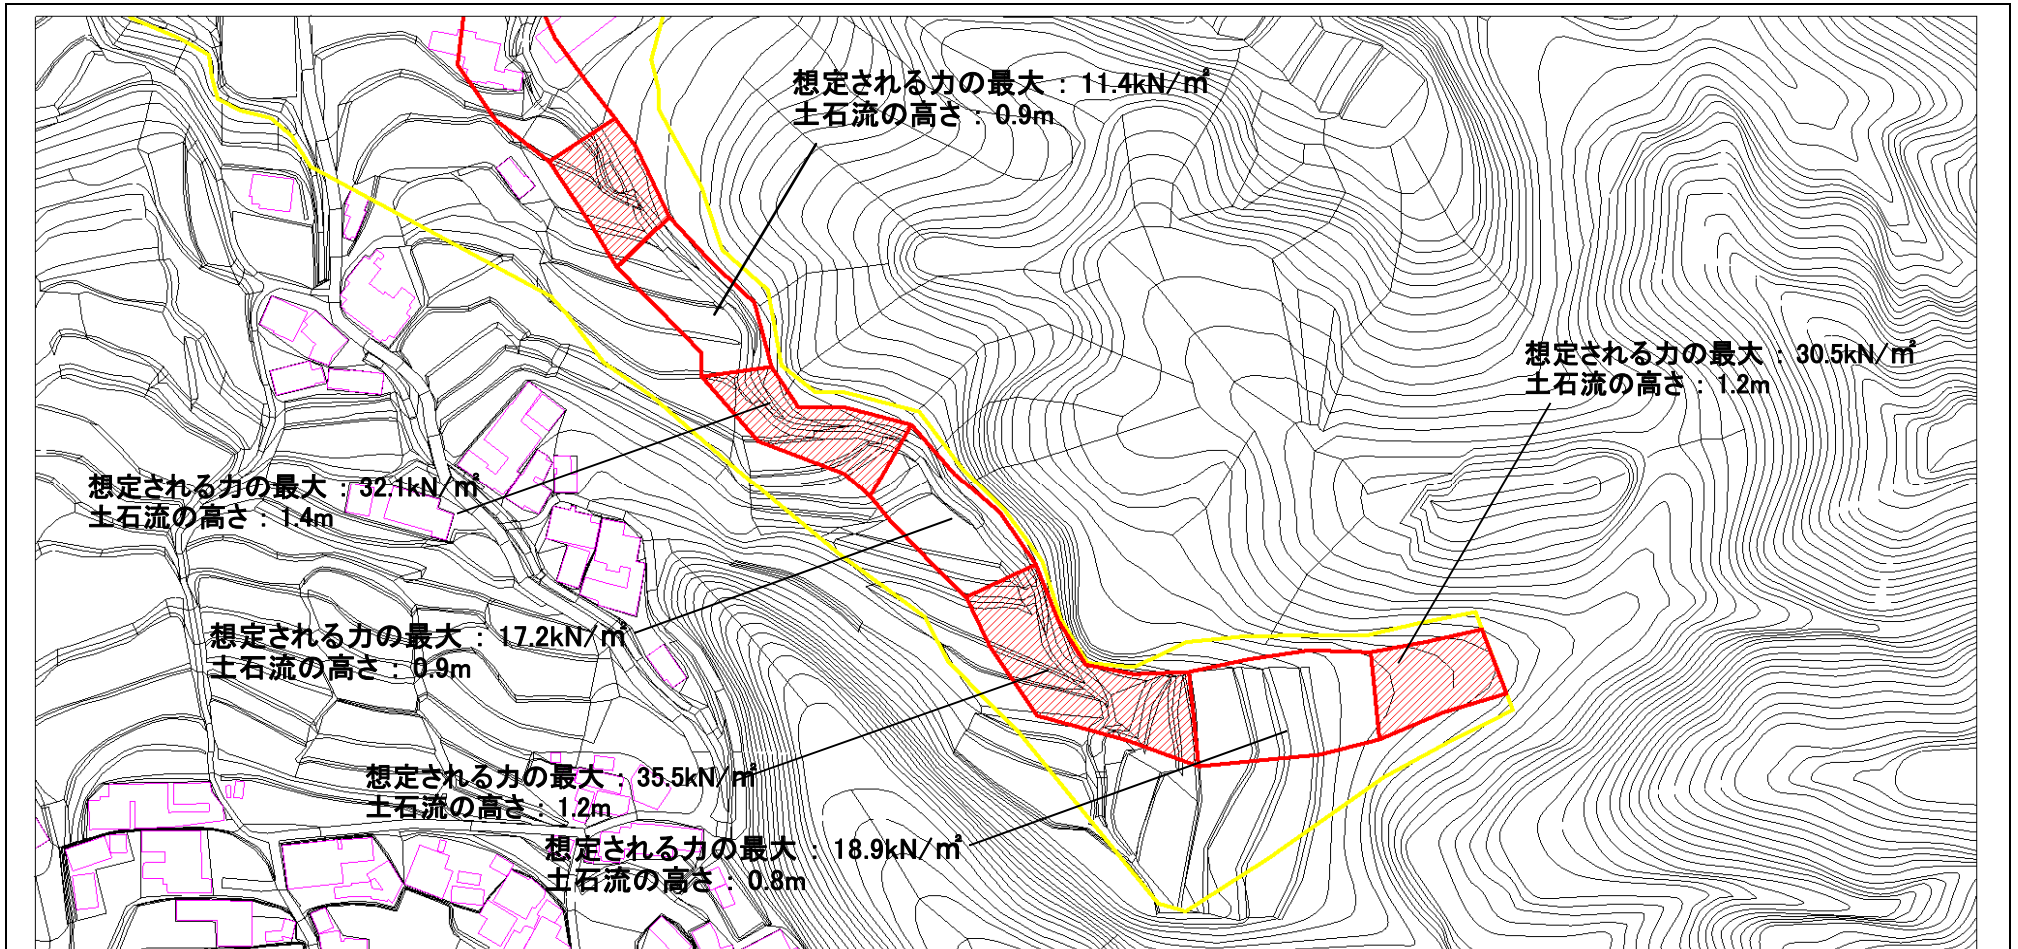 想定される力の最大 : 11.4kN/㎡
土石流の高さ : 0.9m
想定される力の最大 : 30.5kN/㎡
土石流の高さ : 1.2m
想定される力の最大 : 32.1kN/㎡
土石流の高さ : 1.4m
想定される力の最大 : 17.2kN/㎡
土石流の高さ : 0.9m
想定される力の最大 : 35.5kN/㎡
土石流の高さ : 1.2m
想定される力の最大 : 18.9kN/㎡
土石流の高さ : 0.8m